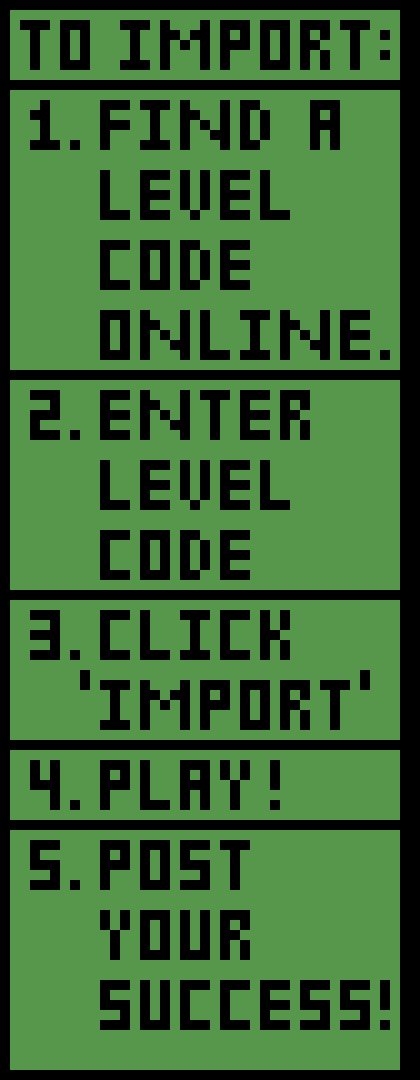 TO IMPORT:
1. FIND A
LEVEL
CODE
ONLINE.
2. ENTER
LEVEL
CODE
3. CLICK
'IMPORT'
4. PLAY!
5. POST
YOUR
SUCCESS!